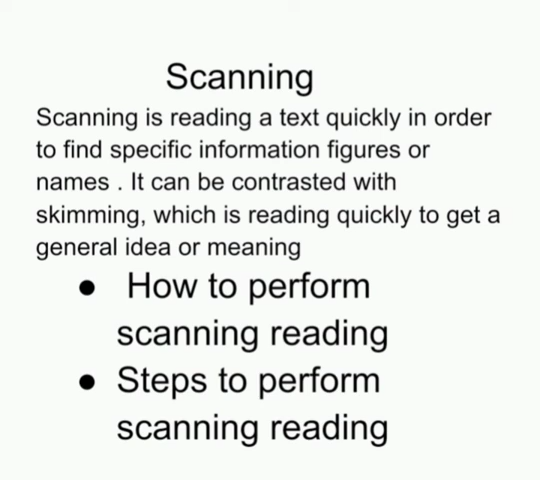 Scanning
Scanning is reading a text quickly in order
to find specific information figures or
names . It can be contrasted with
skimming, which is reading quickly to get a
general idea or meaning
● How to perform
scanning reading
● Steps to perform
scanning reading